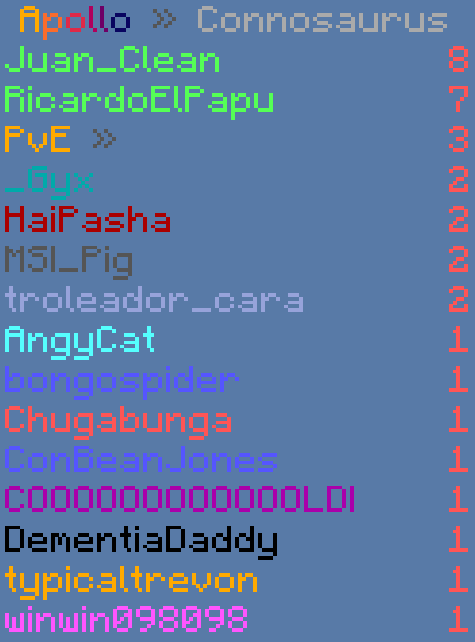 Apollo » Connosaurus
Juan_Clean 8
RicardoElPapu 7
PvE » 3
_Gyx 2
HaiPasha 2
MSI_Pig 2
troleador_cara 2
AngyCat 1
bongospider 1
Chugabunga 1
ConBeanJones 1
COOOOOOOOOOOOLDI 1
DementiaDaddy 1
typicaltrevon 1
winwin098098 1